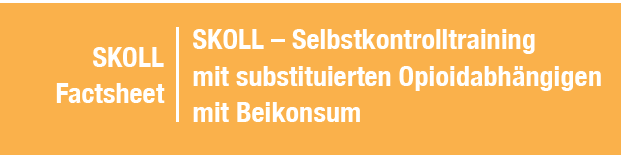 SKOLL
Factsheet
SKOLL – Selbstkontrolltraining
mit substituierten Opioidabhängigen
mit Beikonsum